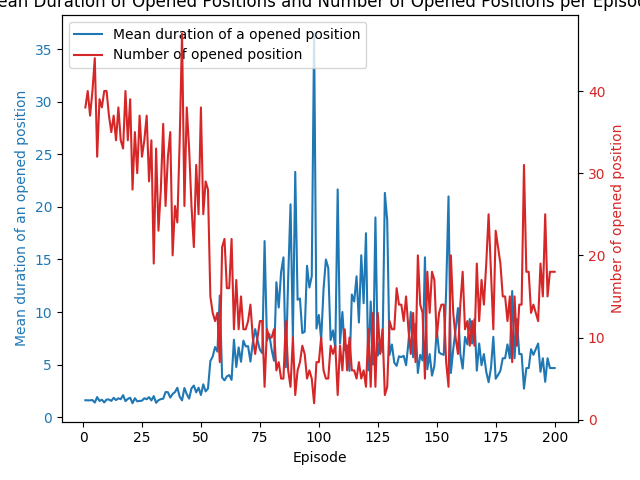 ean Duration of Opened Positions and Number of Opened Positions per Episod
Mean duration of a opened position
Number of opened position
Mean duration of an opened position
35
30
25
20
15
10
5
0
40
30
20
10
0
Number of opened position
0 25 50 75 100 125 150 175 200
Episode